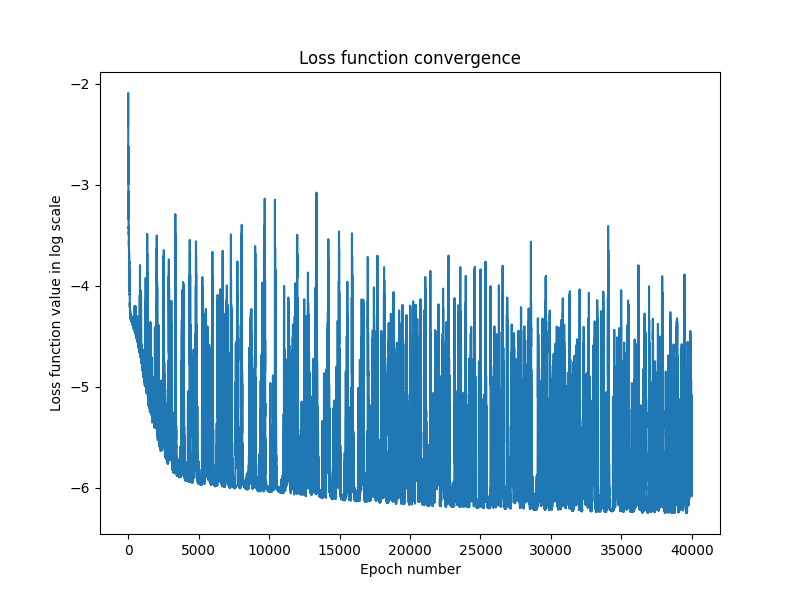 Loss function convergence
Loss function value in log scale
−2
−3
−4
−5
−6
0 5000 10000 15000 20000 25000 30000 35000 40000
Epoch number